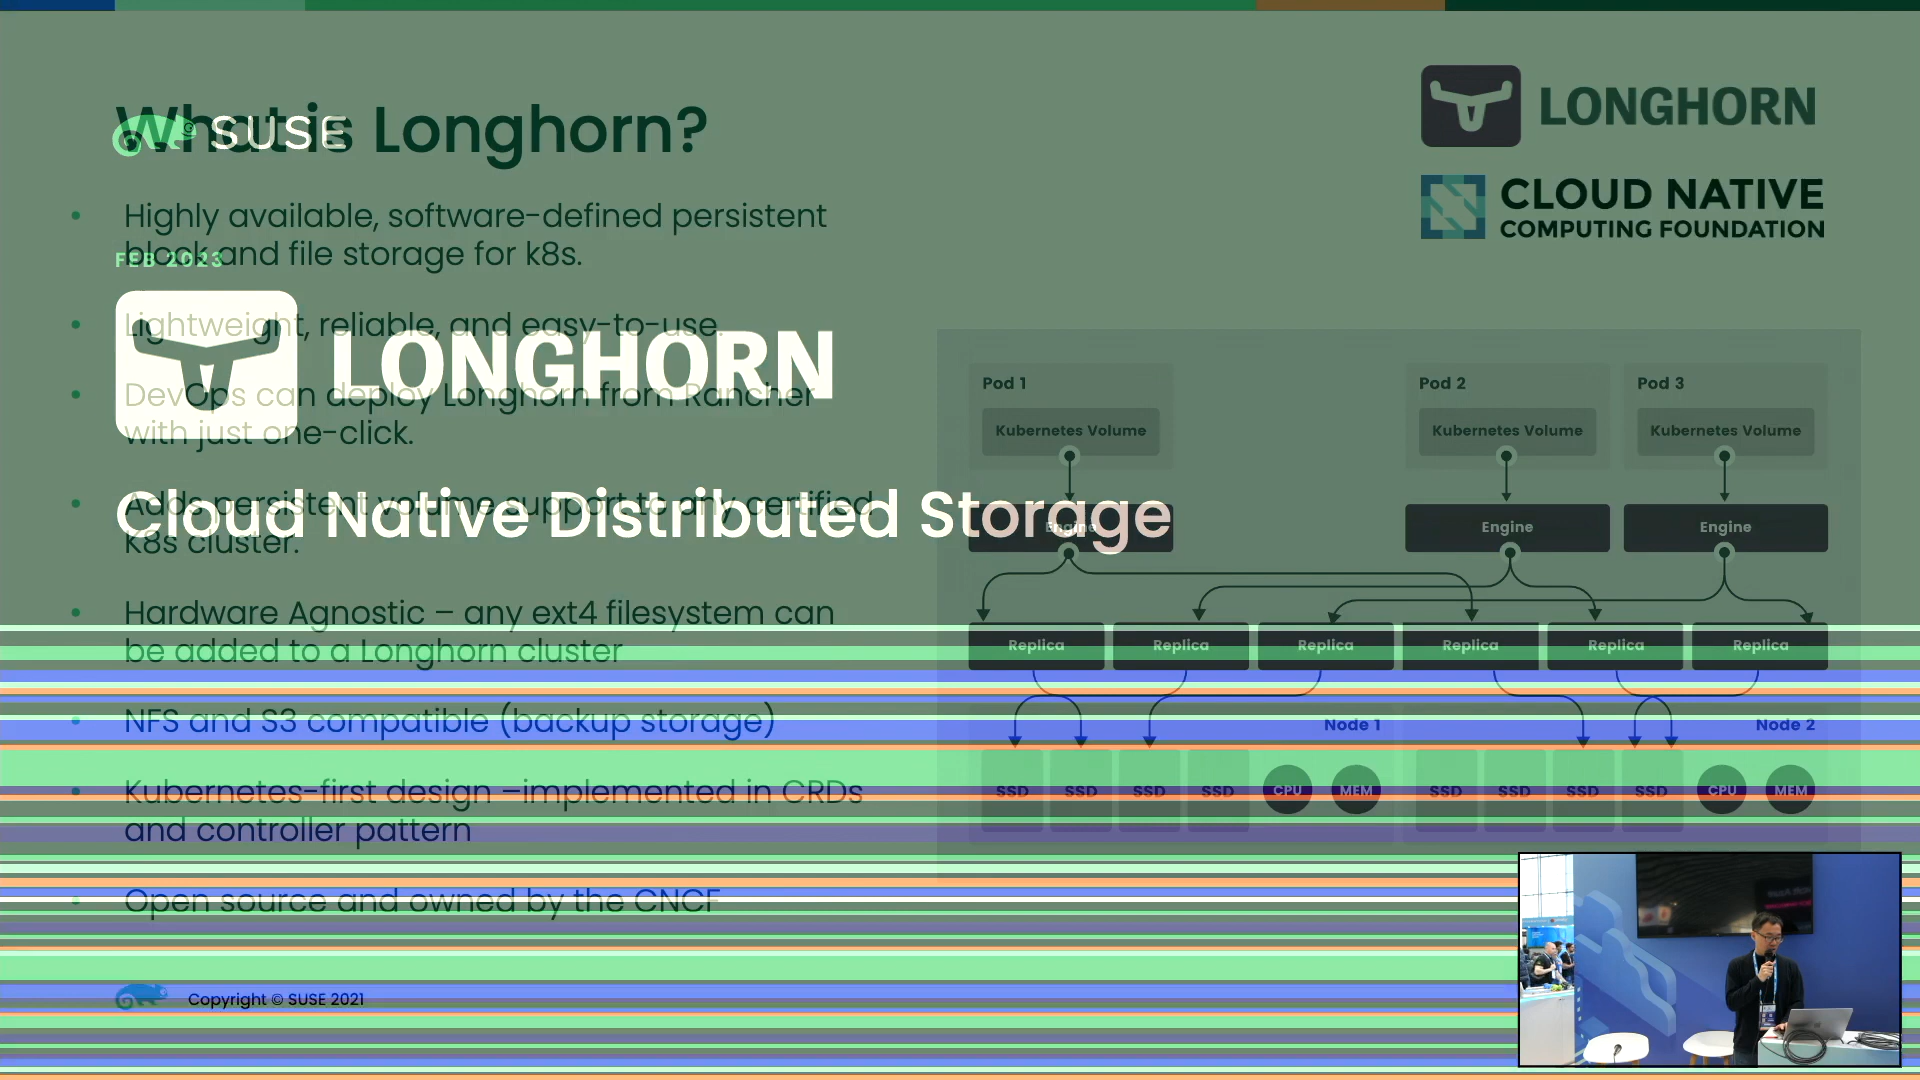 What is Longhorn?
SUSE
LONGHORN
CLOUD NATIVE
COMPUTING FOUNDATION
• Highly available, software-defined persistent
block and file storage for k8s.
FEB 2023
• Lightweight, reliable, and easy-to-use.
LONGHORN
• DevOps can deploy Longhorn from Rancher
with just one-click.
• Adds persistent volume support to any certified
K8s cluster.
Cloud Native Distributed Storage
• Hardware Agnostic – any ext4 filesystem can
be added to a Longhorn cluster
• NFS and S3 compatible (backup storage)
• Kubernetes-first design –implemented in CRDs
and controller pattern
• Open source and owned by the CNCF
Pod 1
Pod 2
Pod 3
Kubernetes Volume
Kubernetes Volume
Kubernetes Volume
Engine
Engine
Engine
Replica
Replica
Replica
Replica
Replica
Replica
Node 1
Node 2
SSD
SSD
SSD
SSD
CPU
MEM
SSD
SSD
SSD
SSD
CPU
MEM
Copyright © SUSE 2021